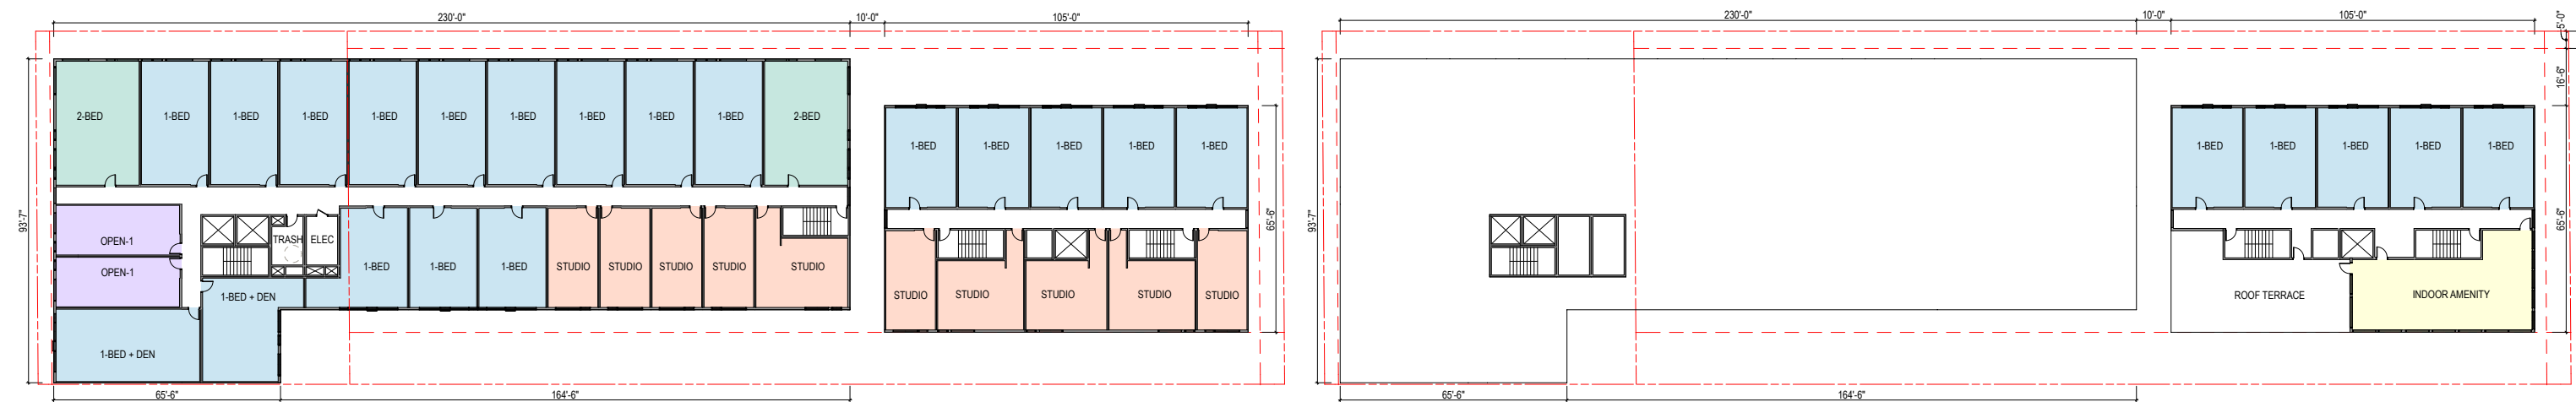 230'-0" 10'-0" 105'-0"
2-BED 1-BED 1-BED 1-BED 1-BED 1-BED 1-BED 1-BED 1-BED 1-BED 2-BED
1-BED 1-BED 1-BED 1-BED 1-BED
93'-7"
65'-6"
OPEN-1 TRASH ELEC
OPEN-1 1-BED 1-BED 1-BED STUDIO STUDIO STUDIO STUDIO STUDIO
1-BED + DEN STUDIO STUDIO STUDIO STUDIO STUDIO
1-BED + DEN
65'-6" 164'-6"
230'-0" 10'-0" 105'-0"
5'-0"
16'-6"
1-BED 1-BED 1-BED 1-BED 1-BED
93'-7"
65'-6"
ROOF TERRACE INDOOR AMENITY
65'-6" 164'-6"